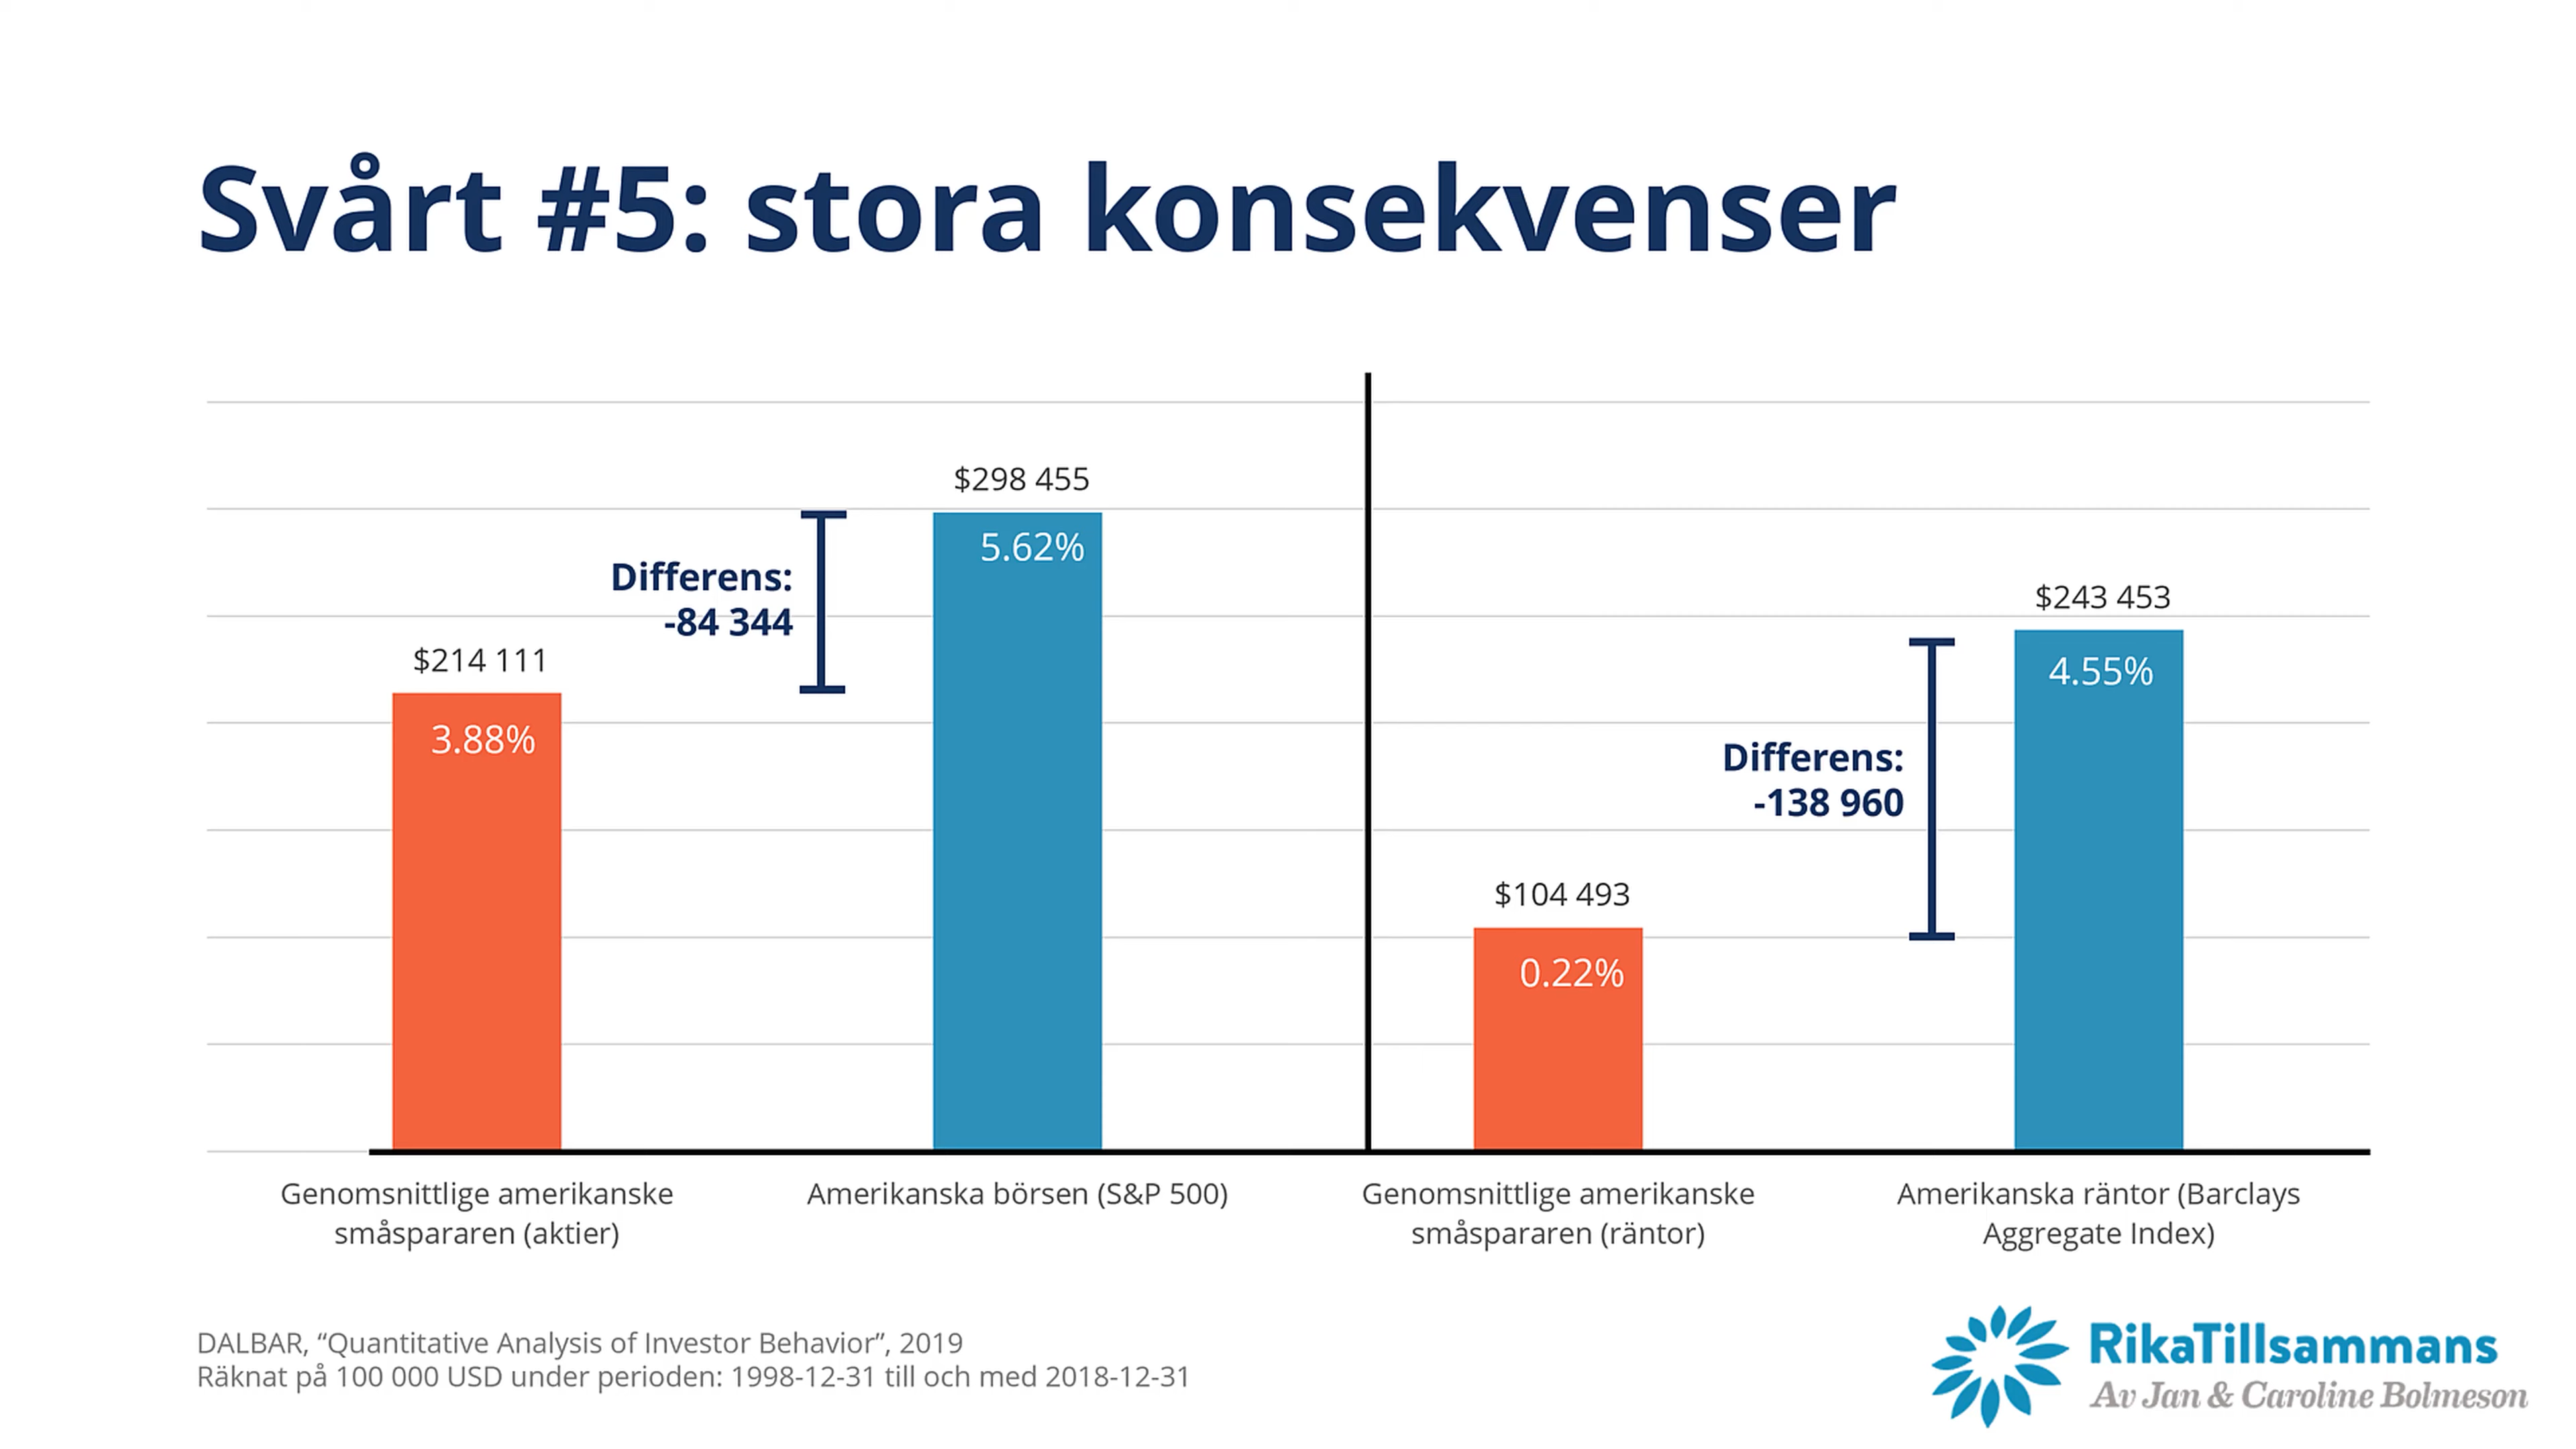 Svårt #5: stora konsekvenser
$298 455
5.62%
Differens:
-84 344
$214 111
3.88%
$243 453
4.55%
Differens:
-138 960
$104 493
0.22%
Genomsnittlige amerikanske
småspararen (aktier)
Amerikanska börsen (S&P 500)
Genomsnittlige amerikanske
småspararen (räntor)
Amerikanska räntor (Barclays
Aggregate Index)
DALBAR, “Quantitative Analysis of Investor Behavior”, 2019
Räknat på 100 000 USD under perioden: 1998-12-31 till och med 2018-12-31
RikaTillsammans
Av Jan & Caroline Bolmeson